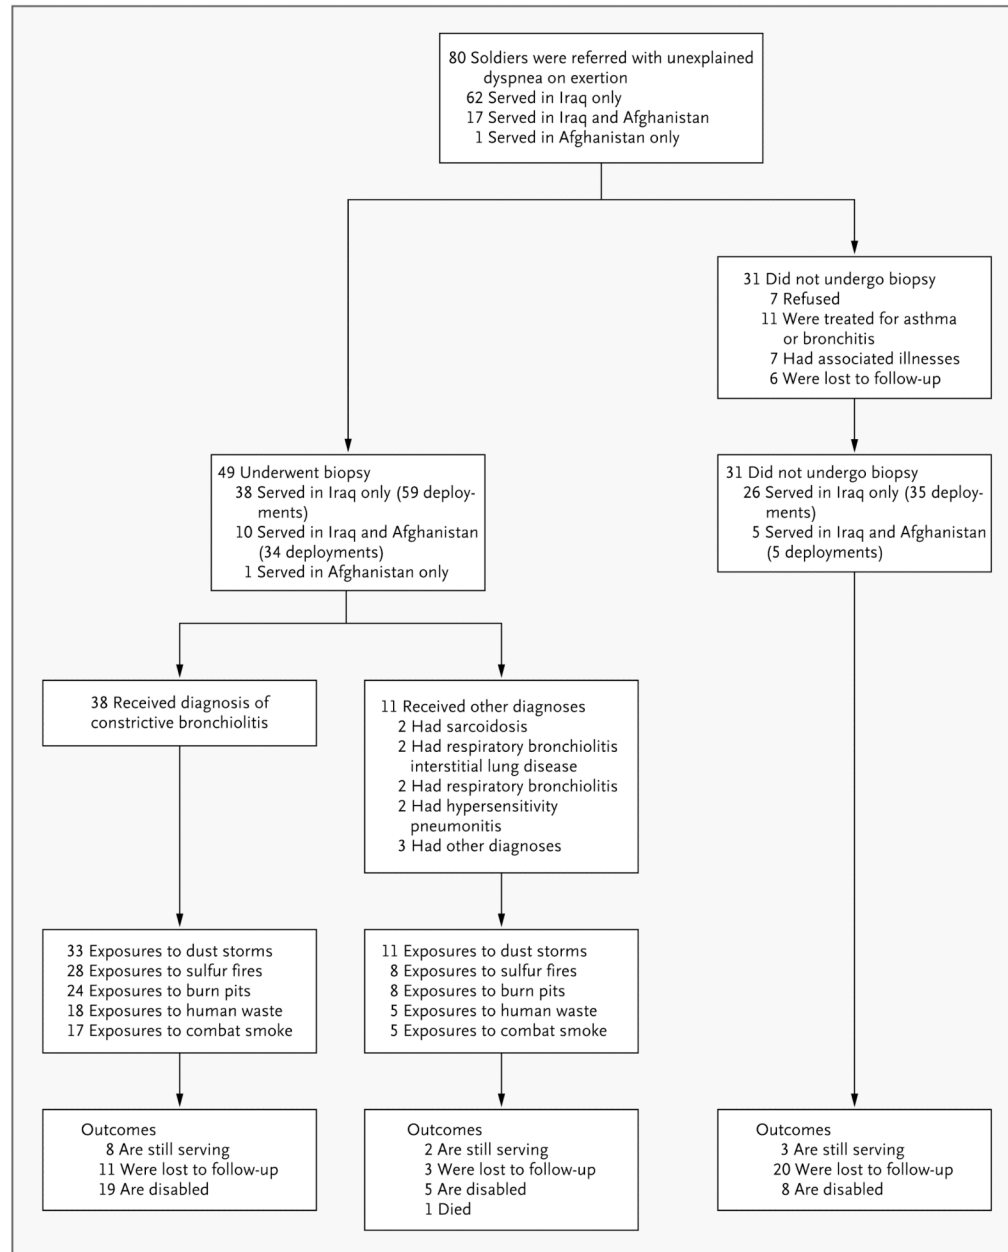 80 Soldiers were referred with unexplained
dyspnea on exertion
62 Served in Iraq only
17 Served in Iraq and Afghanistan
1 Served in Afghanistan only
31 Did not undergo biopsy
7 Refused
11 Were treated for asthma
or bronchitis
7 Had associated illnesses
6 Were lost to follow-up
49 Underwent biopsy
38 Served in Iraq only (59 deploy-
ments)
10 Served in Iraq and Afghanistan
(34 deployments)
1 Served in Afghanistan only
31 Did not undergo biopsy
26 Served in Iraq only (35 deploy-
ments)
5 Served in Iraq and Afghanistan
(5 deployments)
38 Received diagnosis of
constrictive bronchiolitis
11 Received other diagnoses
2 Had sarcoidosis
2 Had respiratory bronchiolitis
interstitial lung disease
2 Had respiratory bronchiolitis
2 Had hypersensitivity
pneumonitis
3 Had other diagnoses
33 Exposures to dust storms
28 Exposures to sulfur fires
24 Exposures to burn pits
18 Exposures to human waste
17 Exposures to combat smoke
11 Exposures to dust storms
8 Exposures to sulfur fires
8 Exposures to burn pits
5 Exposures to human waste
5 Exposures to combat smoke
Outcomes
8 Are still serving
11 Were lost to follow-up
19 Are disabled
Outcomes
2 Are still serving
3 Were lost to follow-up
5 Are disabled
1 Died
Outcomes
3 Are still serving
20 Were lost to follow-up
8 Are disabled